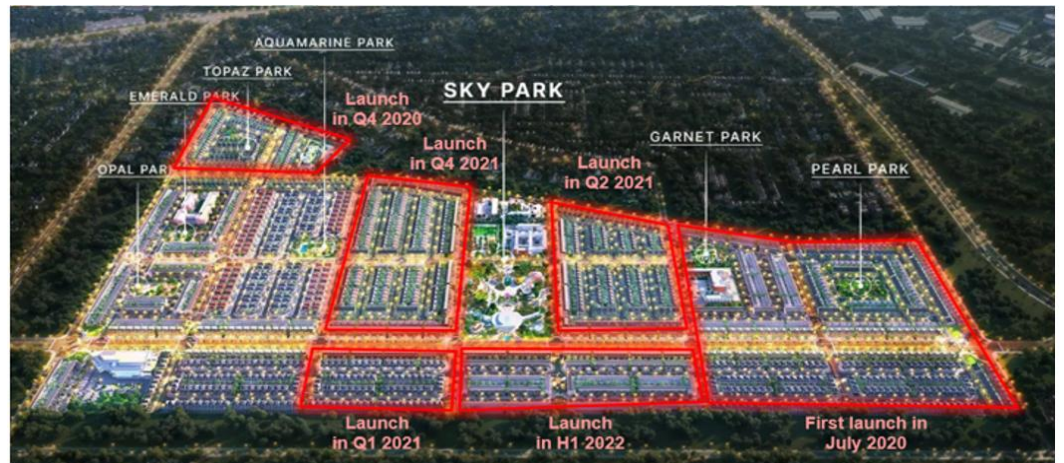 AQUAMARINE PARK
TOPAZ PARK
EMERALD PARK
SKY PARK
Launch
in Q4 2020
Launch
in Q4 2021
GARNET PARK
Launch
in Q2 2021
OPAL PARK
PEARL PARK
Launch
in Q1 2021
Launch
in H1 2022
First launch in
July 2020